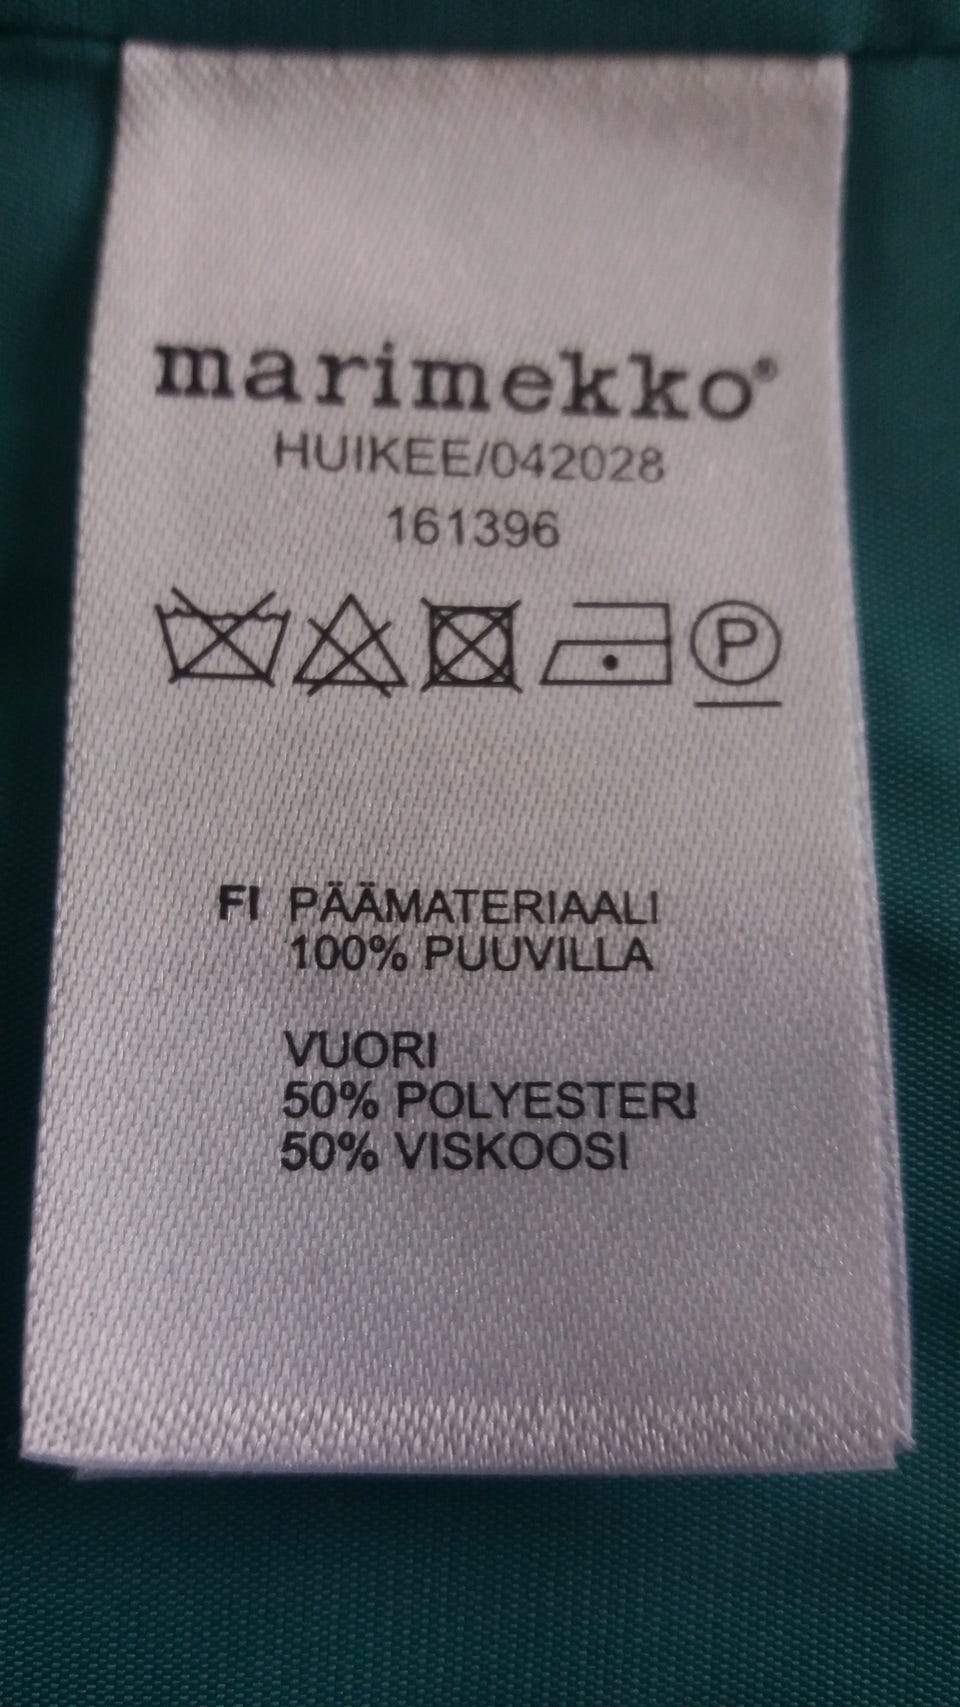 marimekko®
HUIKEE/042028
161396
P
FI PÄÄMATERIAALI
100% PUUVILLA
VUORI
50% POLYESTERI
50% VISKOOSI